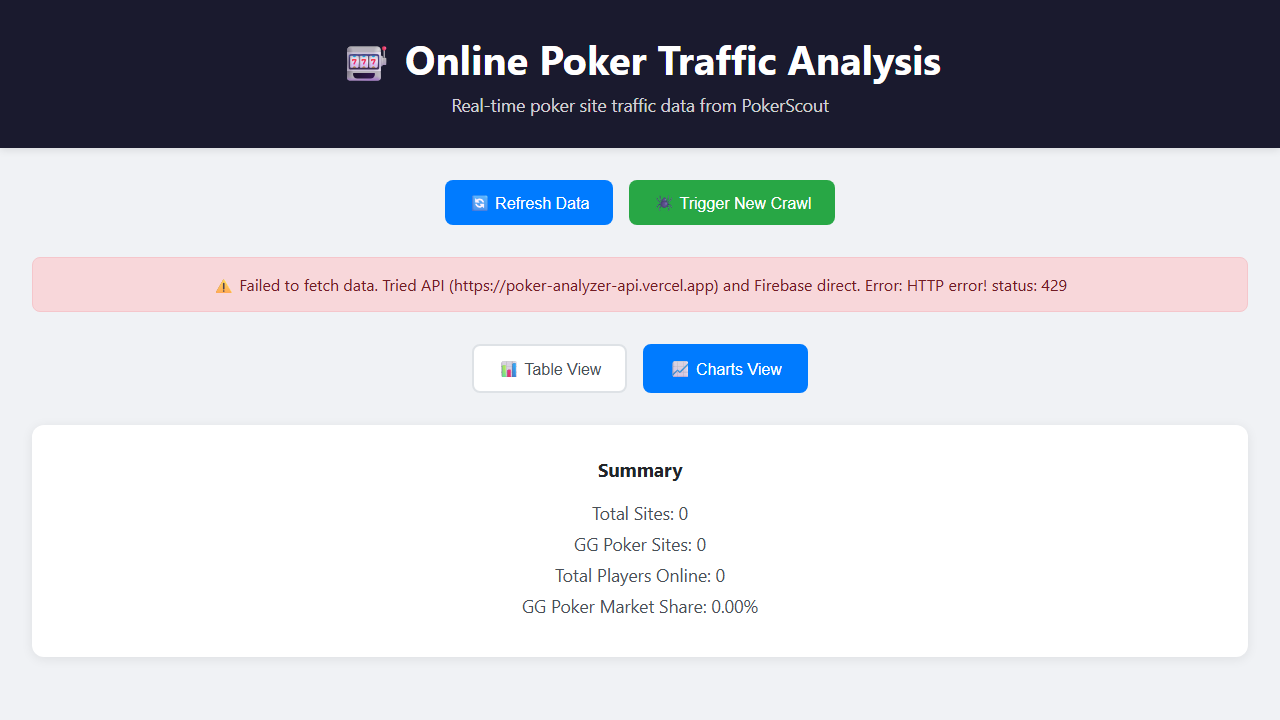 Online Poker Traffic Analysis
Real-time poker site traffic data from PokerScout
Refresh Data
Trigger New Crawl
Failed to fetch data. Tried API (https://poker-analyzer-api.vercel.app) and Firebase direct. Error: HTTP error! status: 429
Table View
Charts View
Summary
Total Sites: 0
GG Poker Sites: 0
Total Players Online: 0
GG Poker Market Share: 0.00%